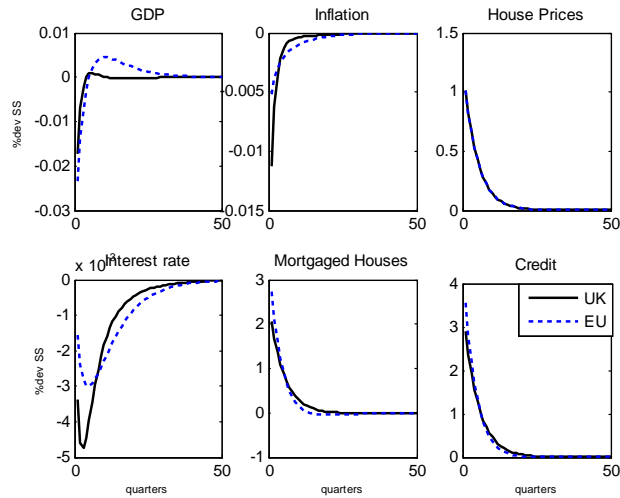 GDP
Inflation
House Prices
0.01
0
-0.01
-0.02
-0.03
%dev SS
0
50
0
-0.005
-0.01
-0.015
0
50
1.5
1
0.5
0
0
50
x 10
Interest rate
0
-1
-2
-3
-4
-5
%dev SS
0
50
quarters
Mortgaged Houses
3
2
1
0
-1
0
50
quarters
Credit
4
3
2
1
0
0
50
quarters
UK
EU